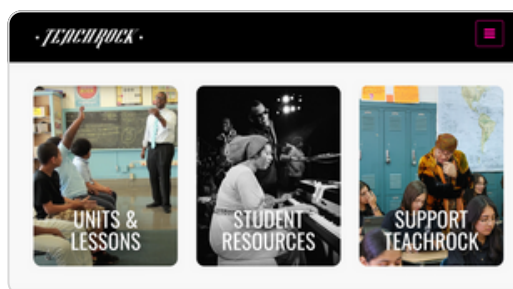 · TEACHROCK ·
UNITS &
LESSONS
STUDENT
RESOURCES
SUPPORT
TEACHROCK